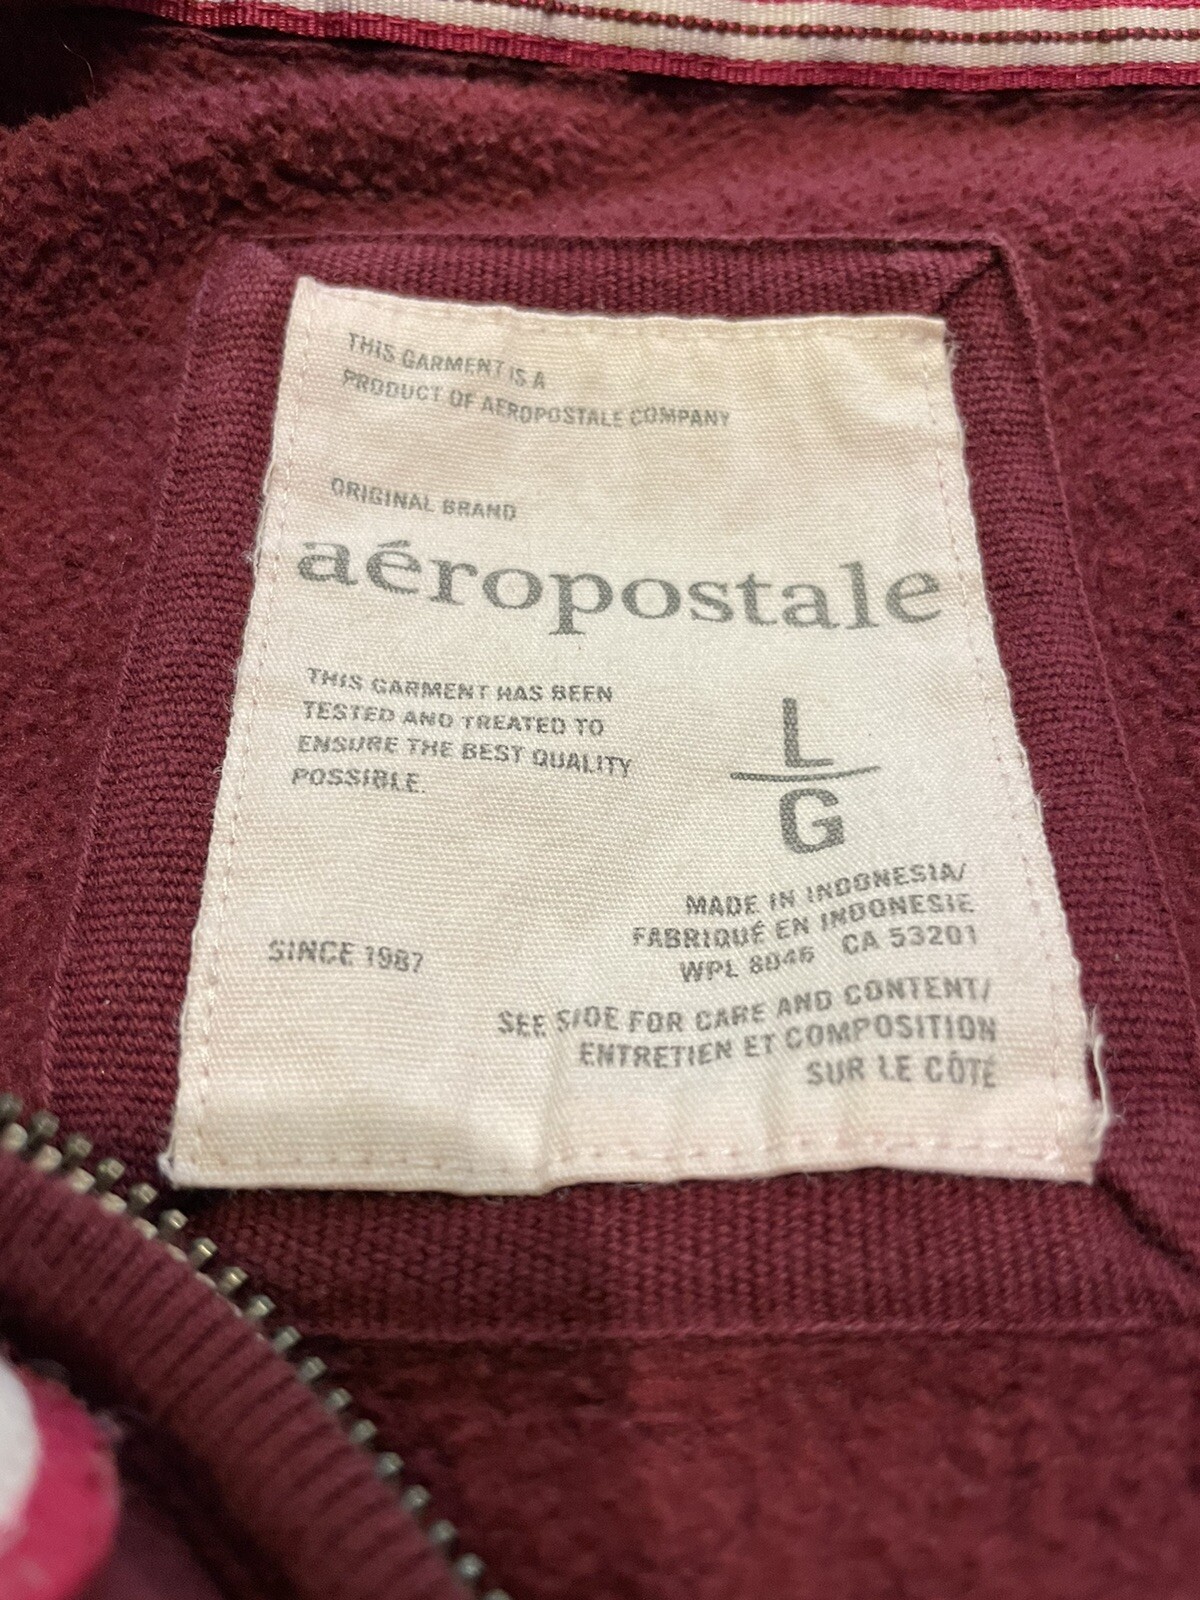 THIS GARMENT IS A
PRODUCT OF AEROPOSTALE COMPANY
ORIGINAL BRAND
aéropostale
THIS GARMENT HAS BEEN
TESTED AND TREATED TO
ENSURE THE BEST QUALITY
POSSIBLE.
L
G
MADE IN INDONESIA/
FABRIQUÉ EN INDONESIE
WPL 8046 CA 53201
SINCE 1987
SEE SIDE FOR CARE AND CONTENT/
ENTRETIEN ET COMPOSITION
SUR LE CÔTÉ